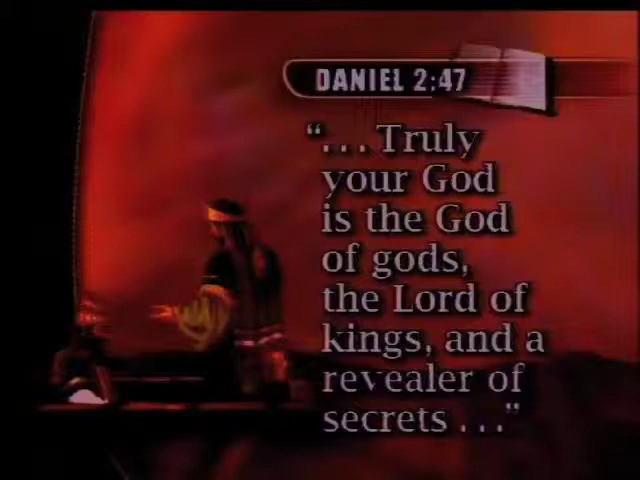 DANIEL 2:47
“...Truly
your God
is the God
of gods,
the Lord of
kings, and a
revealer of
secrets ...”